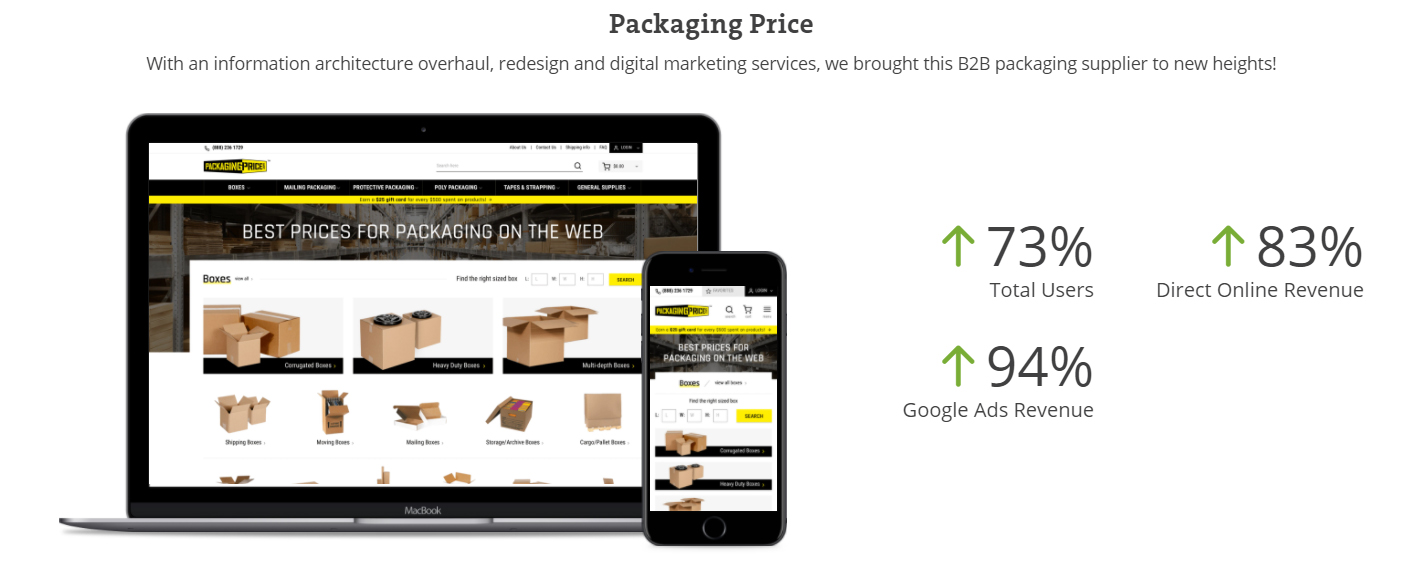 Packaging Price
With an information architecture overhaul, redesign and digital marketing services, we brought this B2B packaging supplier to new heights!
(888) 236 1729
About Us | Contact Us | Shipping Info | FAQ
LOGIN
PACKAGINGPRICE
Search here
$0.00
BOXES
MAILING PACKAGING
PROTECTIVE PACKAGING
POLY PACKAGING
TAPES & STRAPPING
GENERAL SUPPLIES
Earn a $25 gift card for every $500 spent on products!
BEST PRICES FOR PACKAGING ON THE WEB
Boxes view all
Find the right sized box L: L W: W H: H SEARCH
Corrugated Boxes
Heavy Duty Boxes
Multi-depth Boxes
Shipping Boxes
Moving Boxes
Mailing Boxes
Storage/Archive Boxes
Cargo/Pallet Boxes
MacBook
(888) 236 1729
FAVORITES
LOGIN
PACKAGINGPRICE
Earn a $25 gift card for every $500 spent on products!
BEST PRICES FOR
PACKAGING ON THE WEB
Boxes / view all boxes
Find the right sized box
L: L W: W H: H SEARCH
Corrugated Boxes
Heavy Duty Boxes
73%
Total Users
83%
Direct Online Revenue
94%
Google Ads Revenue